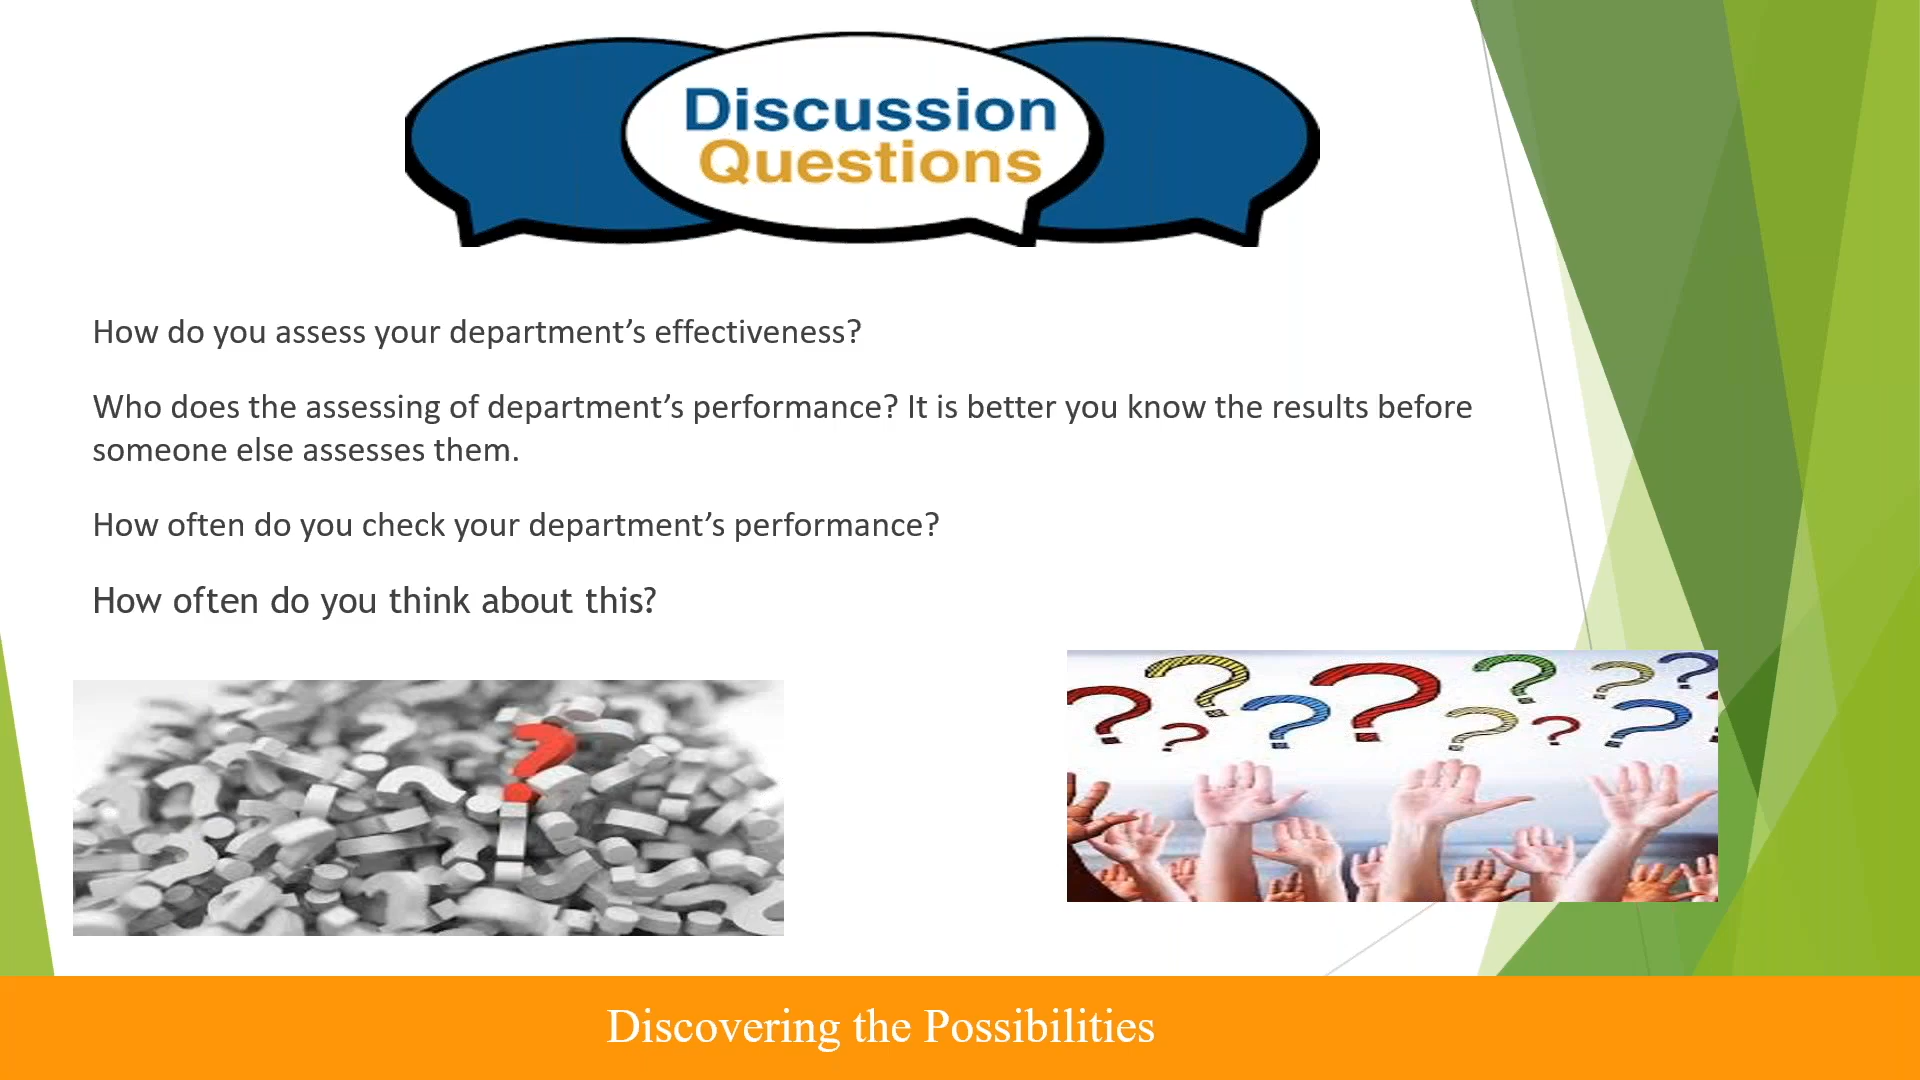 Discussion
Questions
How do you assess your department’s effectiveness?
Who does the assessing of department’s performance? It is better you know the results before
someone else assesses them.
How often do you check your department’s performance?
How often do you think about this?
Discovering the Possibilities